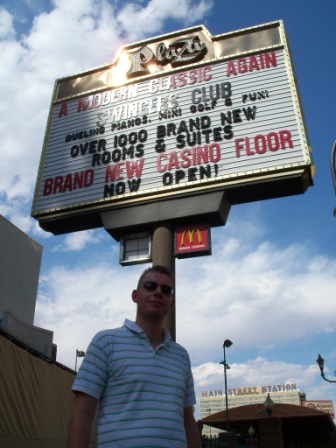 Plaza
A MODERN CLASSIC AGAIN
SWINGERS CLUB
DUELING PIANOS, MINI GOLF & FUN!
OVER 1000 BRAND NEW
ROOMS & SUITES
BRAND NEW CASINO FLOOR
NOW OPEN!
MAIN STREET STATION